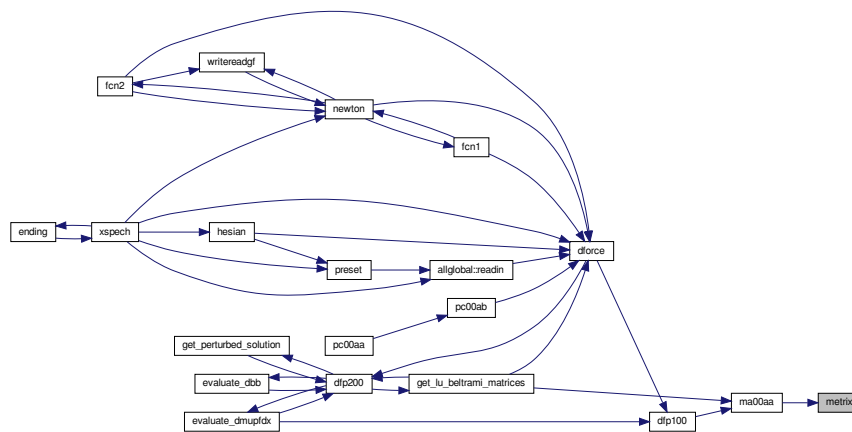 writereadgf
fcn2
newton
fcn1
ending
xspech
hesian
dforce
preset
allglobal::readin
pc00ab
get_perturbed_solution
pc00aa
evaluate_dbb
dfp200
get_lu_beltrami_matrices
evaluate_dmupfdx
dfp100
ma00aa
metrix